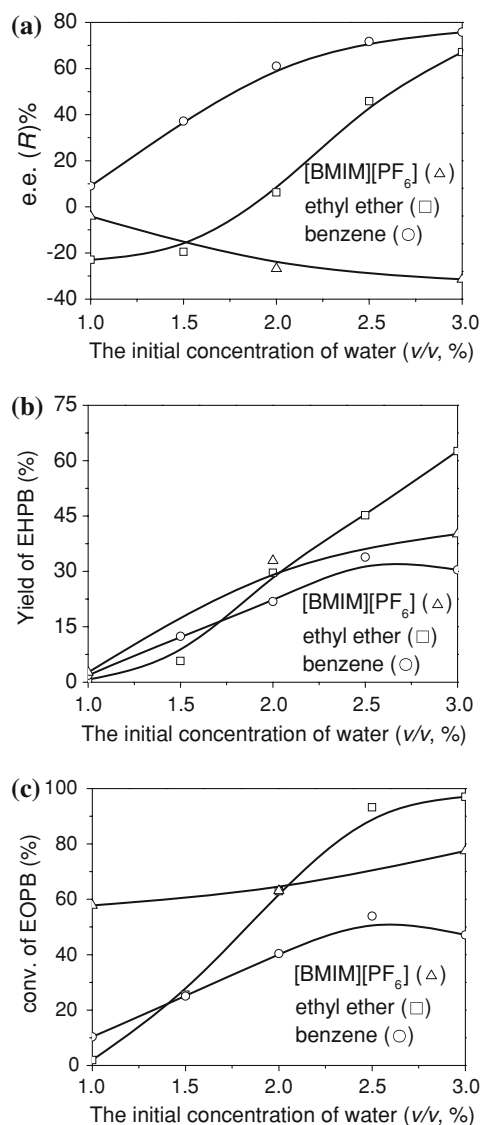 (a)
80
60
40
20
0
-20
-40
e.e. (R)%
[BMIM][PF₆] (△)
ethyl ether (□)
benzene (○)
1.0 1.5 2.0 2.5 3.0
The initial concentration of water (v/v, %)
(b)
75
60
45
30
15
0
Yield of EHPB (%)
[BMIM][PF₆] (△)
ethyl ether (□)
benzene (○)
1.0 1.5 2.0 2.5 3.0
The initial concentration of water (v/v, %)
(c)
100
80
60
40
20
0
conv. of EOPB (%)
[BMIM][PF₆] (△)
ethyl ether (□)
benzene (○)
1.0 1.5 2.0 2.5 3.0
The initial concentration of water (v/v, %)